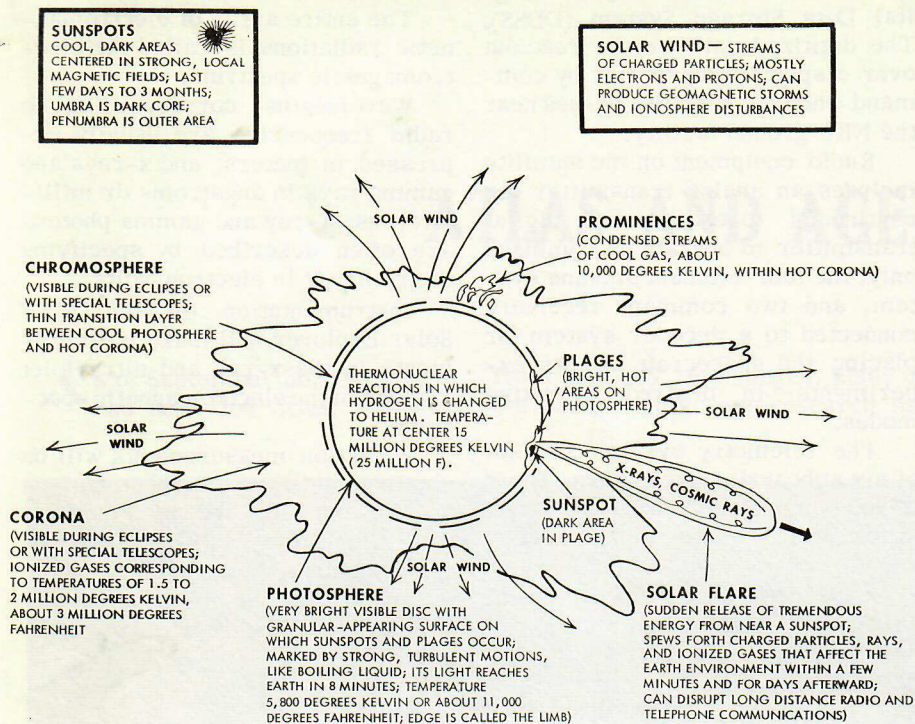 SUNSPOTS
COOL, DARK AREAS
CENTERED IN STRONG, LOCAL
MAGNETIC FIELDS; LAST
FEW DAYS TO 3 MONTHS;
UMBRA IS DARK CORE;
PENUMBRA IS OUTER AREA
SOLAR WIND — STREAMS
OF CHARGED PARTICLES; MOSTLY
ELECTRONS AND PROTONS; CAN
PRODUCE GEOMAGNETIC STORMS
AND IONOSPHERE DISTURBANCES
SOLAR WIND
PROMINENCES
(CONDENSED STREAMS
OF COOL GAS, ABOUT
10,000 DEGREES KELVIN, WITHIN HOT CORONA)
CHROMOSPHERE
(VISIBLE DURING ECLIPSES OR
WITH SPECIAL TELESCOPES;
THIN TRANSITION LAYER
BETWEEN COOL PHOTOSPHERE
AND HOT CORONA)
THERMONUCLEAR
REACTIONS IN WHICH
HYDROGEN IS CHANGED
TO HELIUM. TEMPERA-
TURE AT CENTER 15
MILLION DEGREES KELVIN
(25 MILLION F).
PLAGES
(BRIGHT, HOT
AREAS ON
PHOTOSPHERE)
SOLAR WIND
SOLAR
WIND
X-RAYS, COSMIC RAYS
CORONA
(VISIBLE DURING ECLIPSES
OR WITH SPECIAL TELESCOPES;
IONIZED GASES CORRESPONDING
TO TEMPERATURES OF 1.5 TO
2 MILLION DEGREES KELVIN,
ABOUT 3 MILLION DEGREES
FAHRENHEIT
SUNSPOT
(DARK AREA
IN PLAGE)
SOLAR WIND
PHOTOSPHERE
(VERY BRIGHT VISIBLE DISC WITH
GRANULAR-APPEARING SURFACE ON
WHICH SUNSPOTS AND PLAGES OCCUR;
MARKED BY STRONG, TURBULENT MOTIONS,
LIKE BOILING LIQUID; ITS LIGHT REACHES
EARTH IN 8 MINUTES; TEMPERATURE
5,800 DEGREES KELVIN OR ABOUT 11,000
DEGREES FAHRENHEIT; EDGE IS CALLED THE LIMB)
SOLAR FLARE
(SUDDEN RELEASE OF TREMENDOUS
ENERGY FROM NEAR A SUNSPOT;
SPEWS FORTH CHARGED PARTICLES, RAYS,
AND IONIZED GASES THAT AFFECT THE
EARTH ENVIRONMENT WITHIN A FEW
MINUTES AND FOR DAYS AFTERWARD;
CAN DISRUPT LONG DISTANCE RADIO AND
TELEPHONE COMMUNICATIONS)